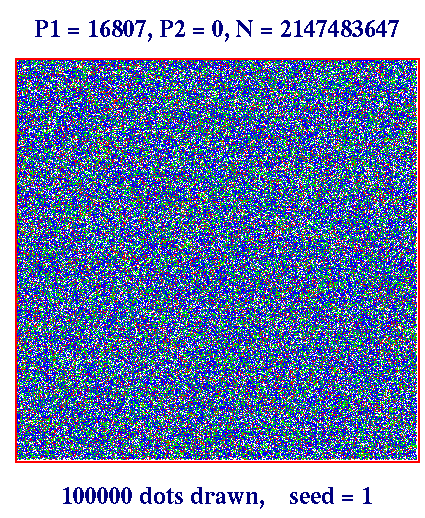 P1 = 16807, P2 = 0, N = 2147483647
100000 dots drawn, seed = 1